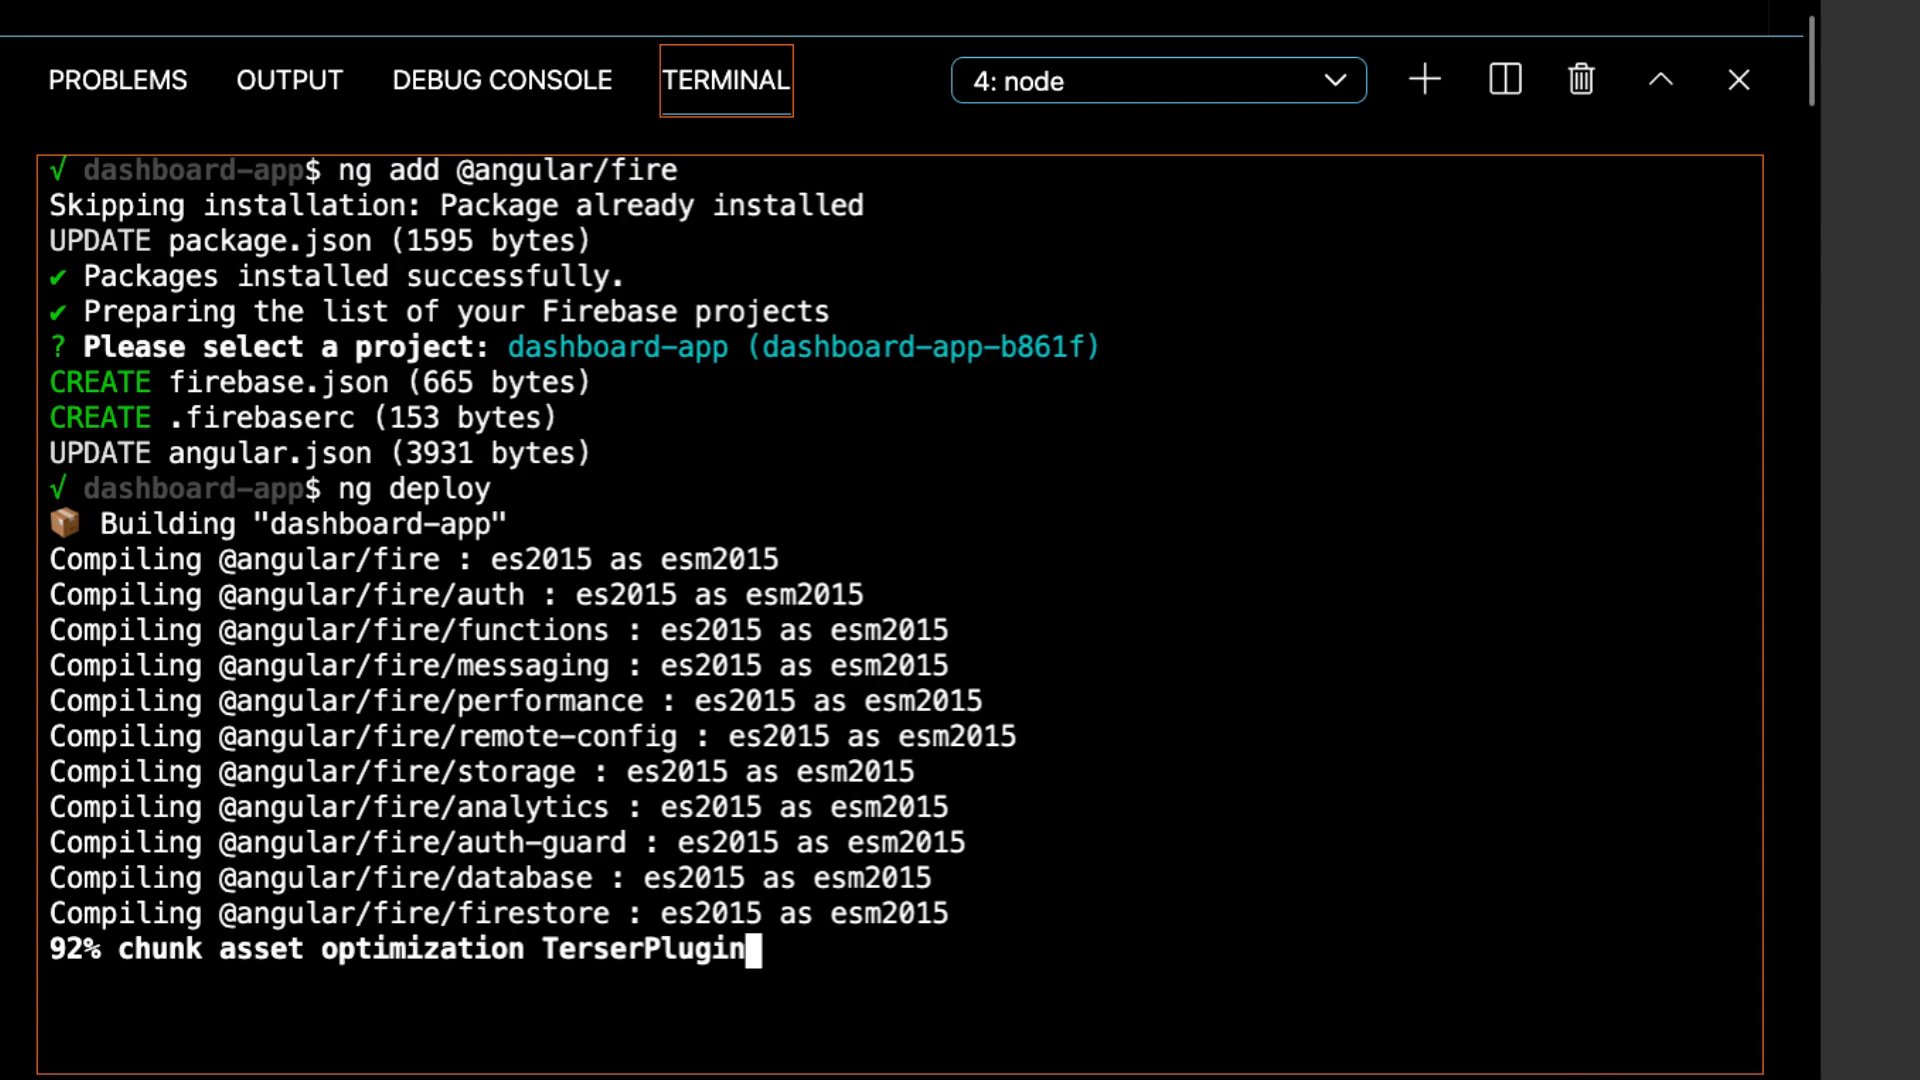 PROBLEMS OUTPUT DEBUG CONSOLE TERMINAL 4: node
√ dashboard-app$ ng add @angular/fire
Skipping installation: Package already installed
UPDATE package.json (1595 bytes)
✔ Packages installed successfully.
✔ Preparing the list of your Firebase projects
? Please select a project: dashboard-app (dashboard-app-b861f)
CREATE firebase.json (665 bytes)
CREATE .firebaserc (153 bytes)
UPDATE angular.json (3931 bytes)
√ dashboard-app$ ng deploy
📦 Building "dashboard-app"
Compiling @angular/fire : es2015 as esm2015
Compiling @angular/fire/auth : es2015 as esm2015
Compiling @angular/fire/functions : es2015 as esm2015
Compiling @angular/fire/messaging : es2015 as esm2015
Compiling @angular/fire/performance : es2015 as esm2015
Compiling @angular/fire/remote-config : es2015 as esm2015
Compiling @angular/fire/storage : es2015 as esm2015
Compiling @angular/fire/analytics : es2015 as esm2015
Compiling @angular/fire/auth-guard : es2015 as esm2015
Compiling @angular/fire/database : es2015 as esm2015
Compiling @angular/fire/firestore : es2015 as esm2015
92% chunk asset optimization TerserPlugin